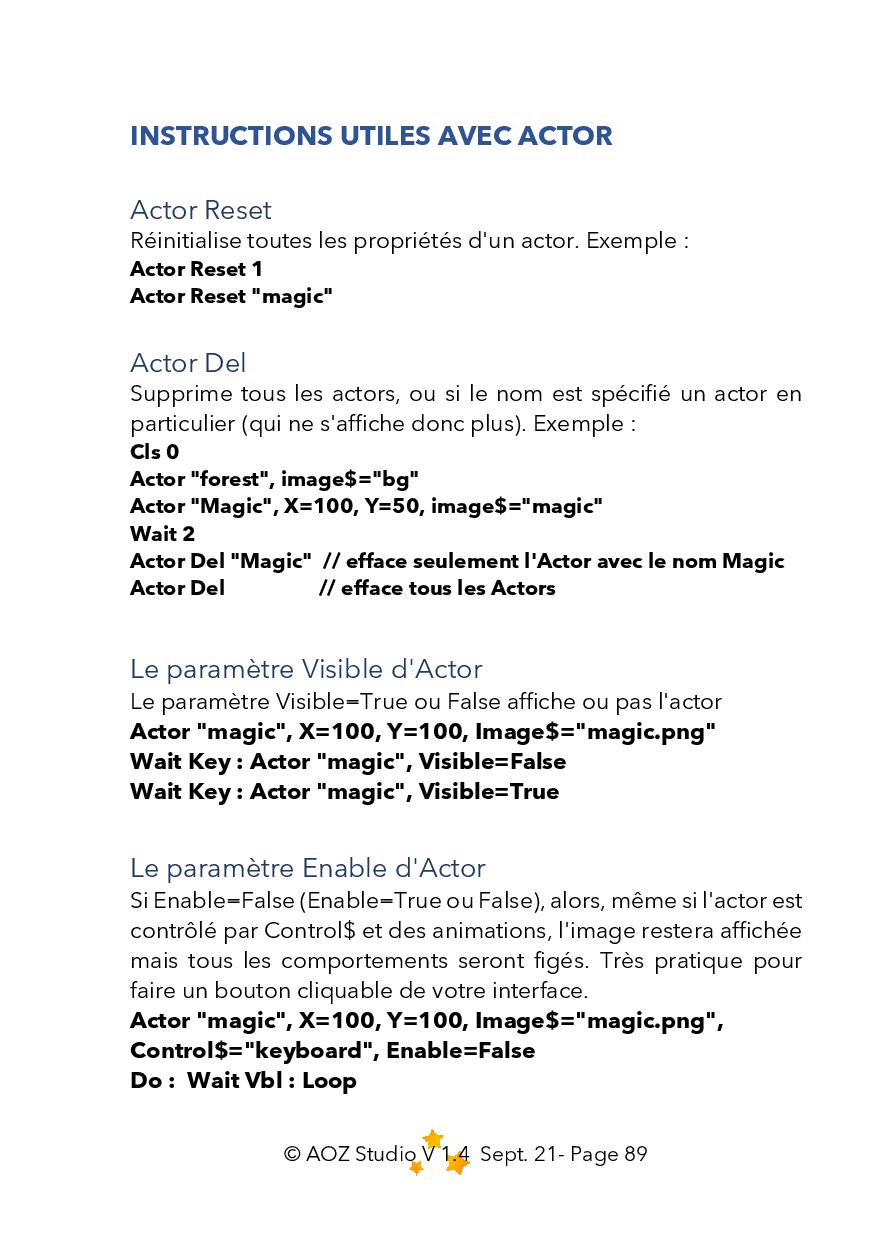 INSTRUCTIONS UTILES AVEC ACTOR
Actor Reset
Réinitialise toutes les propriétés d'un actor. Exemple :
Actor Reset 1
Actor Reset "magic"
Actor Del
Supprime tous les actors, ou si le nom est spécifié un actor en
particulier (qui ne s'affiche donc plus). Exemple :
Cls 0
Actor "forest", image$="bg"
Actor "Magic", X=100, Y=50, image$="magic"
Wait 2
Actor Del "Magic"  // efface seulement l'Actor avec le nom Magic
Actor Del // efface tous les Actors
Le paramètre Visible d'Actor
Le paramètre Visible=True ou False affiche ou pas l'actor
Actor "magic", X=100, Y=100, Image$="magic.png"
Wait Key : Actor "magic", Visible=False
Wait Key : Actor "magic", Visible=True
Le paramètre Enable d'Actor
Si Enable=False (Enable=True ou False), alors, même si l'actor est
contrôlé par Control$ et des animations, l'image restera affichée
mais tous les comportements seront figés. Très pratique pour
faire un bouton cliquable de votre interface.
Actor "magic", X=100, Y=100, Image$="magic.png",
Control$="keyboard", Enable=False
Do :  Wait Vbl : Loop
© AOZ Studio V 1.4  Sept. 21- Page 89